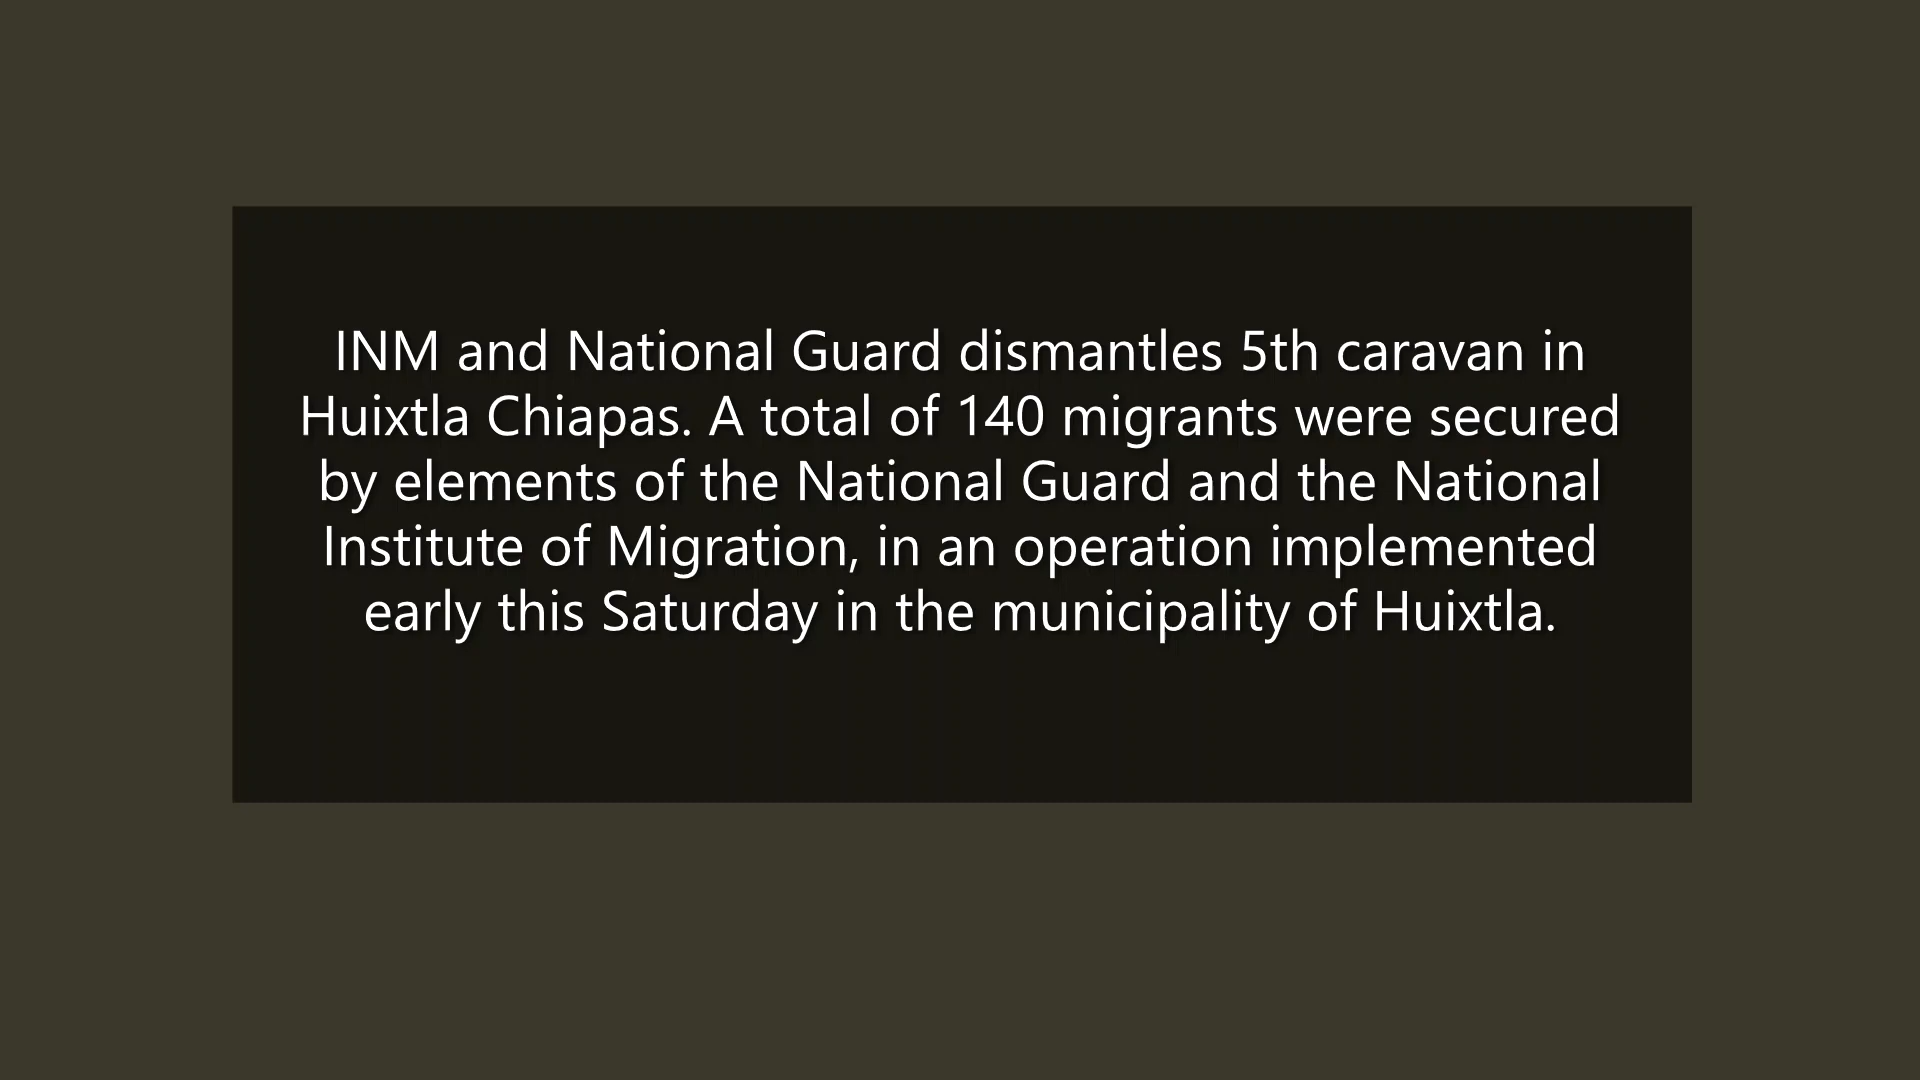 INM and National Guard dismantles 5th caravan in
Huixtla Chiapas. A total of 140 migrants were secured
by elements of the National Guard and the National
Institute of Migration, in an operation implemented
early this Saturday in the municipality of Huixtla.